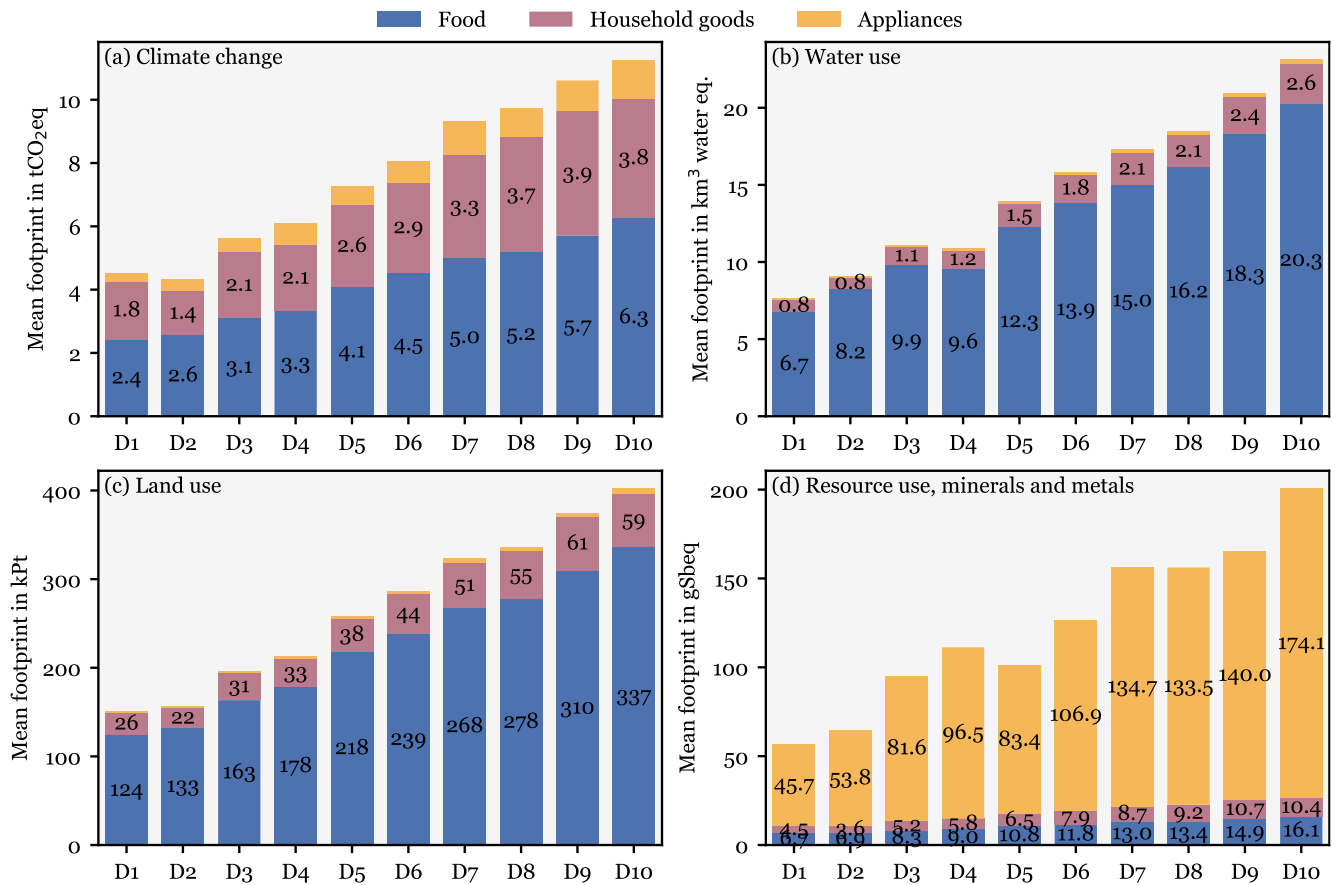 Food Household goods Appliances
(a) Climate change
Mean footprint in tCO₂eq
10
8
6
4
2
0
1.8 1.4 2.1 2.1 2.6 2.9 3.3 3.7 3.9 3.8
2.4 2.6 3.1 3.3 4.1 4.5 5.0 5.2 5.7 6.3
D1 D2 D3 D4 D5 D6 D7 D8 D9 D10
(b) Water use
Mean footprint in km³ water eq.
20
15
10
5
0
0.8 0.8 1.1 1.2 1.5 1.8 2.1 2.1 2.4 2.6
6.7 8.2 9.9 9.6 12.3 13.9 15.0 16.2 18.3 20.3
D1 D2 D3 D4 D5 D6 D7 D8 D9 D10
(c) Land use
Mean footprint in kPt
400
300
200
100
0
26 22 31 33 38 44 51 55 61 59
124 133 163 178 218 239 268 278 310 337
D1 D2 D3 D4 D5 D6 D7 D8 D9 D10
(d) Resource use, minerals and metals
Mean footprint in gSbeq
200
150
100
50
0
45.7 53.8 81.6 96.5 83.4 106.9 134.7 133.5 140.0 174.1
4.5 3.6 5.2 5.8 6.5 7.9 8.7 9.2 10.7 10.4
6.7 6.9 8.3 9.0 10.8 11.8 13.0 13.4 14.9 16.1
D1 D2 D3 D4 D5 D6 D7 D8 D9 D10